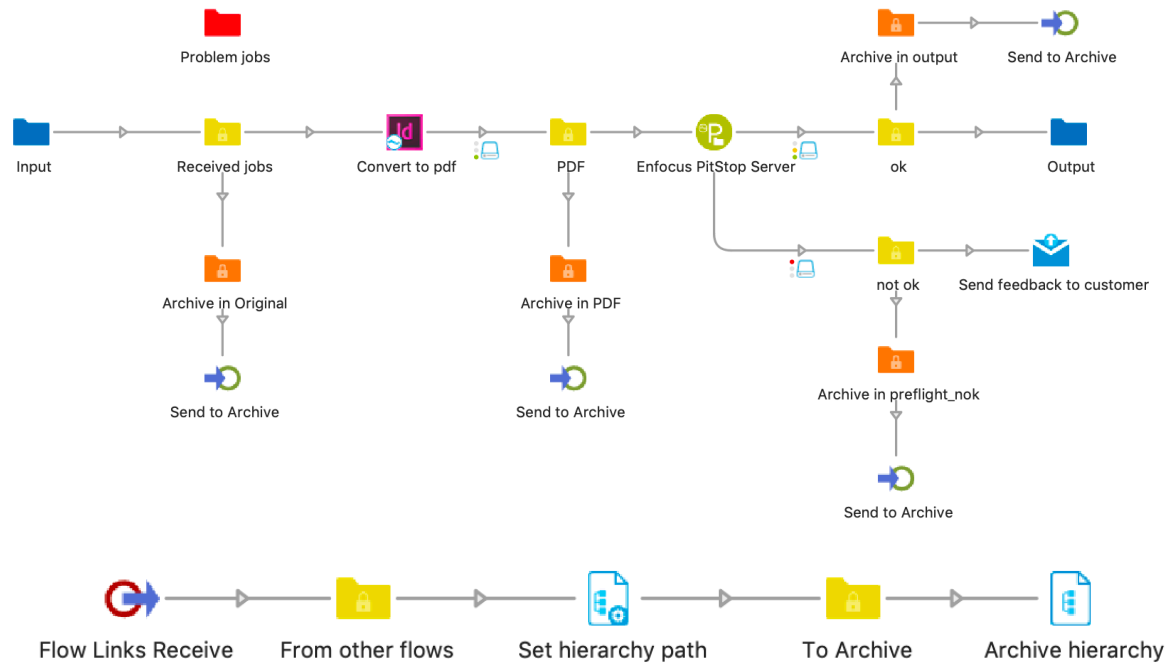 Problem jobs
Archive in output
Send to Archive
Input
Received jobs
Id
Convert to pdf
PDF
P
Enfocus PitStop Server
ok
Output
Archive in Original
Archive in PDF
not ok
Send feedback to customer
Send to Archive
Send to Archive
Archive in preflight_nok
Send to Archive
Flow Links Receive
From other flows
Set hierarchy path
To Archive
Archive hierarchy